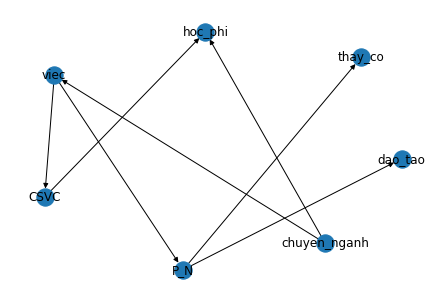 hoc_phi
thay_co
viec
dao_tao
CSVC
chuyen_nganh
P_N